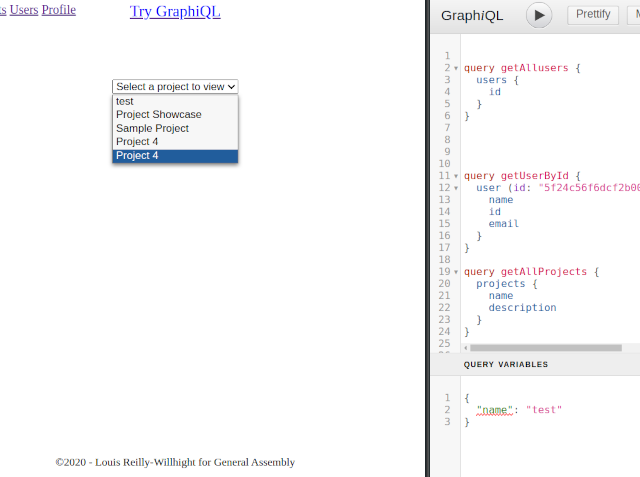 Users Profile
Try GraphiQL
Select a project to view
test
Project Showcase
Sample Project
Project 4
Project 4
©2020 - Louis Reilly-Willhight for General Assembly
GraphiQL
Prettify
1
2 query getAllusers {
3 users {
4 id
5 }
6 }
7
8
9
10
11 query getUserById {
12 user (id: "5f24c56f6dcf2b00
13 name
14 id
15 email
16 }
17 }
18
19 query getAllProjects {
20 projects {
21 name
22 description
23 }
24 }
25
QUERY VARIABLES
1 {
2 "name": "test"
3 }